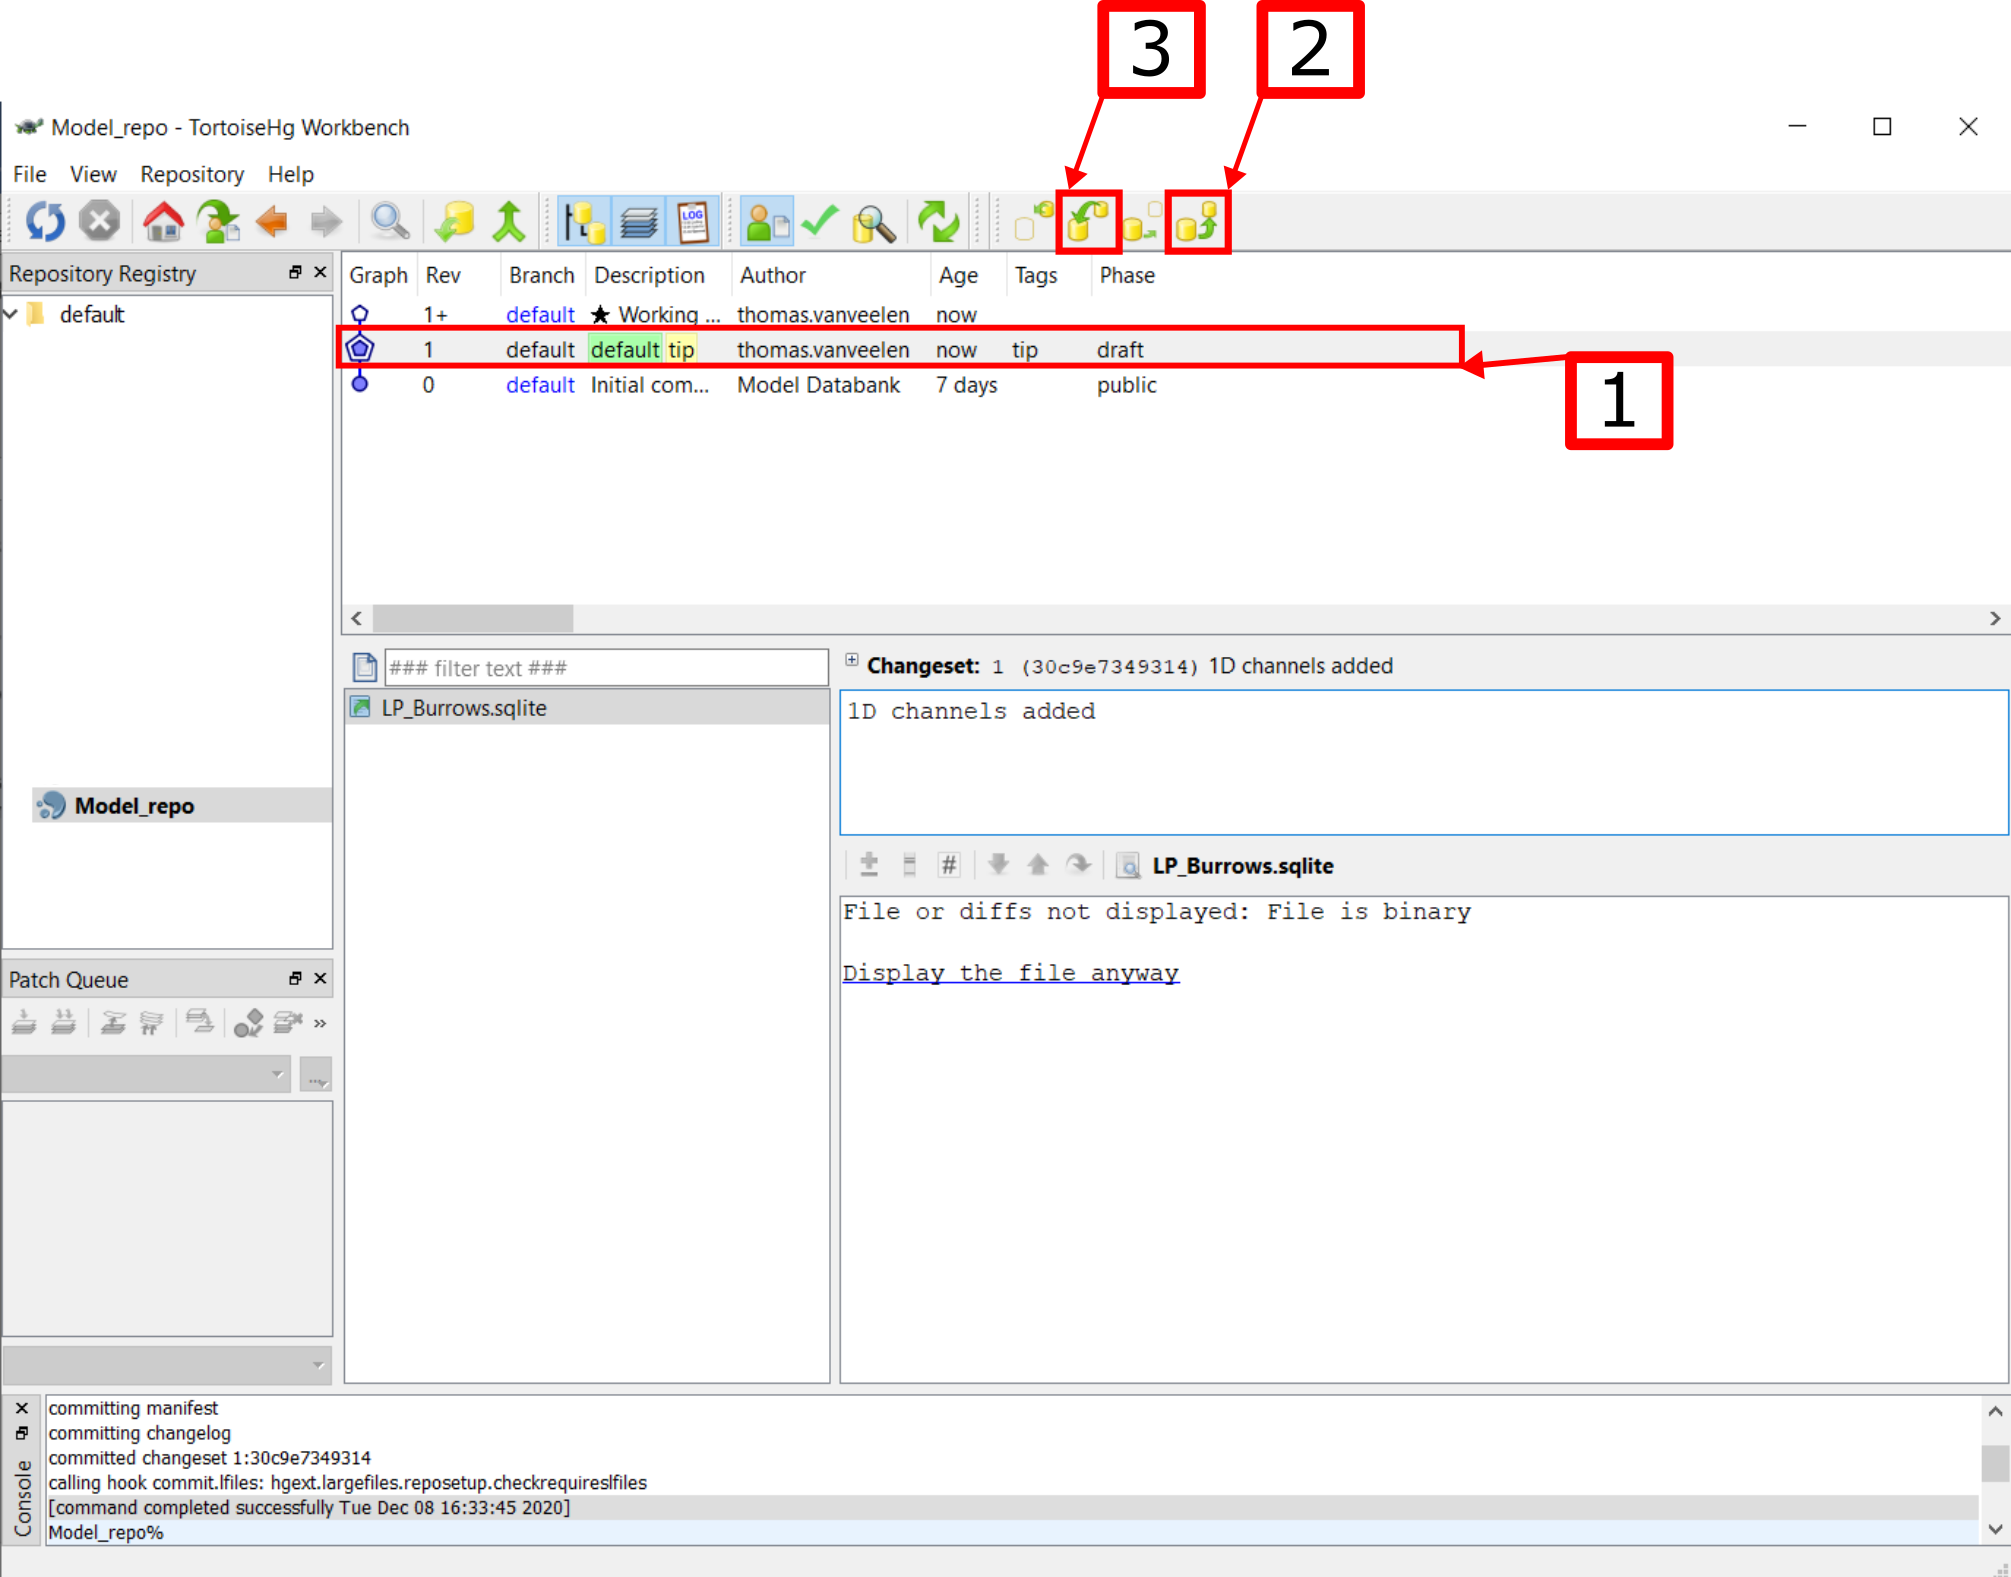 3 2
Model_repo - TortoiseHg Workbench
File View Repository Help
LOG
Repository Registry
default
Graph Rev Branch Description Author Age Tags Phase
1+ default ★ Working ... thomas.vanveelen now
1 default default tip thomas.vanveelen now tip draft
0 default Initial com... Model Databank 7 days public
1
### filter text ###
Changeset: 1 (30c9e7349314) 1D channels added
LP_Burrows.sqlite
1D channels added
Model_repo
# LP_Burrows.sqlite
File or diffs not displayed: File is binary
Display the file anyway
Patch Queue
»
...
Console
committing manifest
committing changelog
committed changeset 1:30c9e7349314
calling hook commit.lfiles: hgext.largefiles.reposetup.checkrequireslfiles
[command completed successfully Tue Dec 08 16:33:45 2020]
Model_repo%